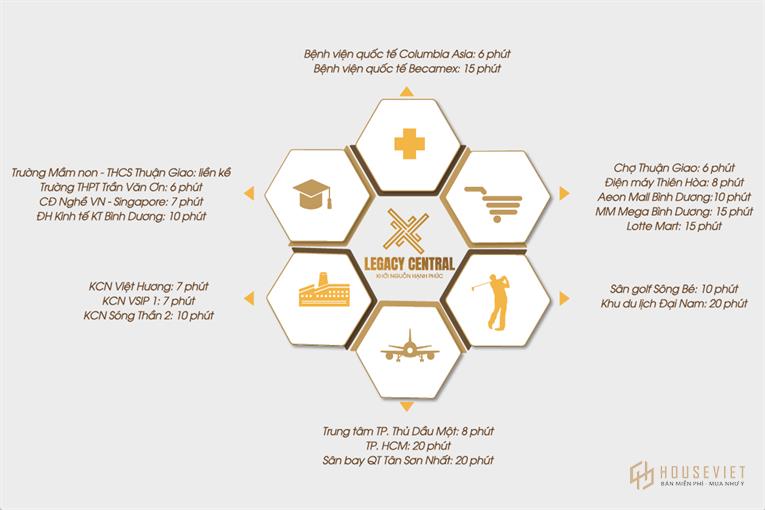 Bệnh viện quốc tế Columbia Asia: 6 phút
Bệnh viện quốc tế Becamex: 15 phút
Trường Mầm non - THCS Thuận Giao: liền kề
Trường THPT Trần Văn Ơn: 6 phút
CĐ Nghề VN - Singapore: 7 phút
ĐH Kinh tế KT Bình Dương: 10 phút
Chợ Thuận Giao: 6 phút
Điện máy Thiên Hòa: 8 phút
Aeon Mall Bình Dương:10 phút
MM Mega Bình Dương: 15 phút
Lotte Mart: 15 phút
LEGACY CENTRAL
KHỞI NGUỒN HẠNH PHÚC
KCN Việt Hương: 7 phút
KCN VSIP 1: 7 phút
KCN Sóng Thần 2: 10 phút
Sân golf Sông Bé: 10 phút
Khu du lịch Đại Nam: 20 phút
Trung tâm TP. Thủ Dầu Một: 8 phút
TP. HCM: 20 phút
Sân bay QT Tân Sơn Nhất: 20 phút
HOUSEVIET
BÁN MIỄN PHÍ - MUA NHƯ Ý